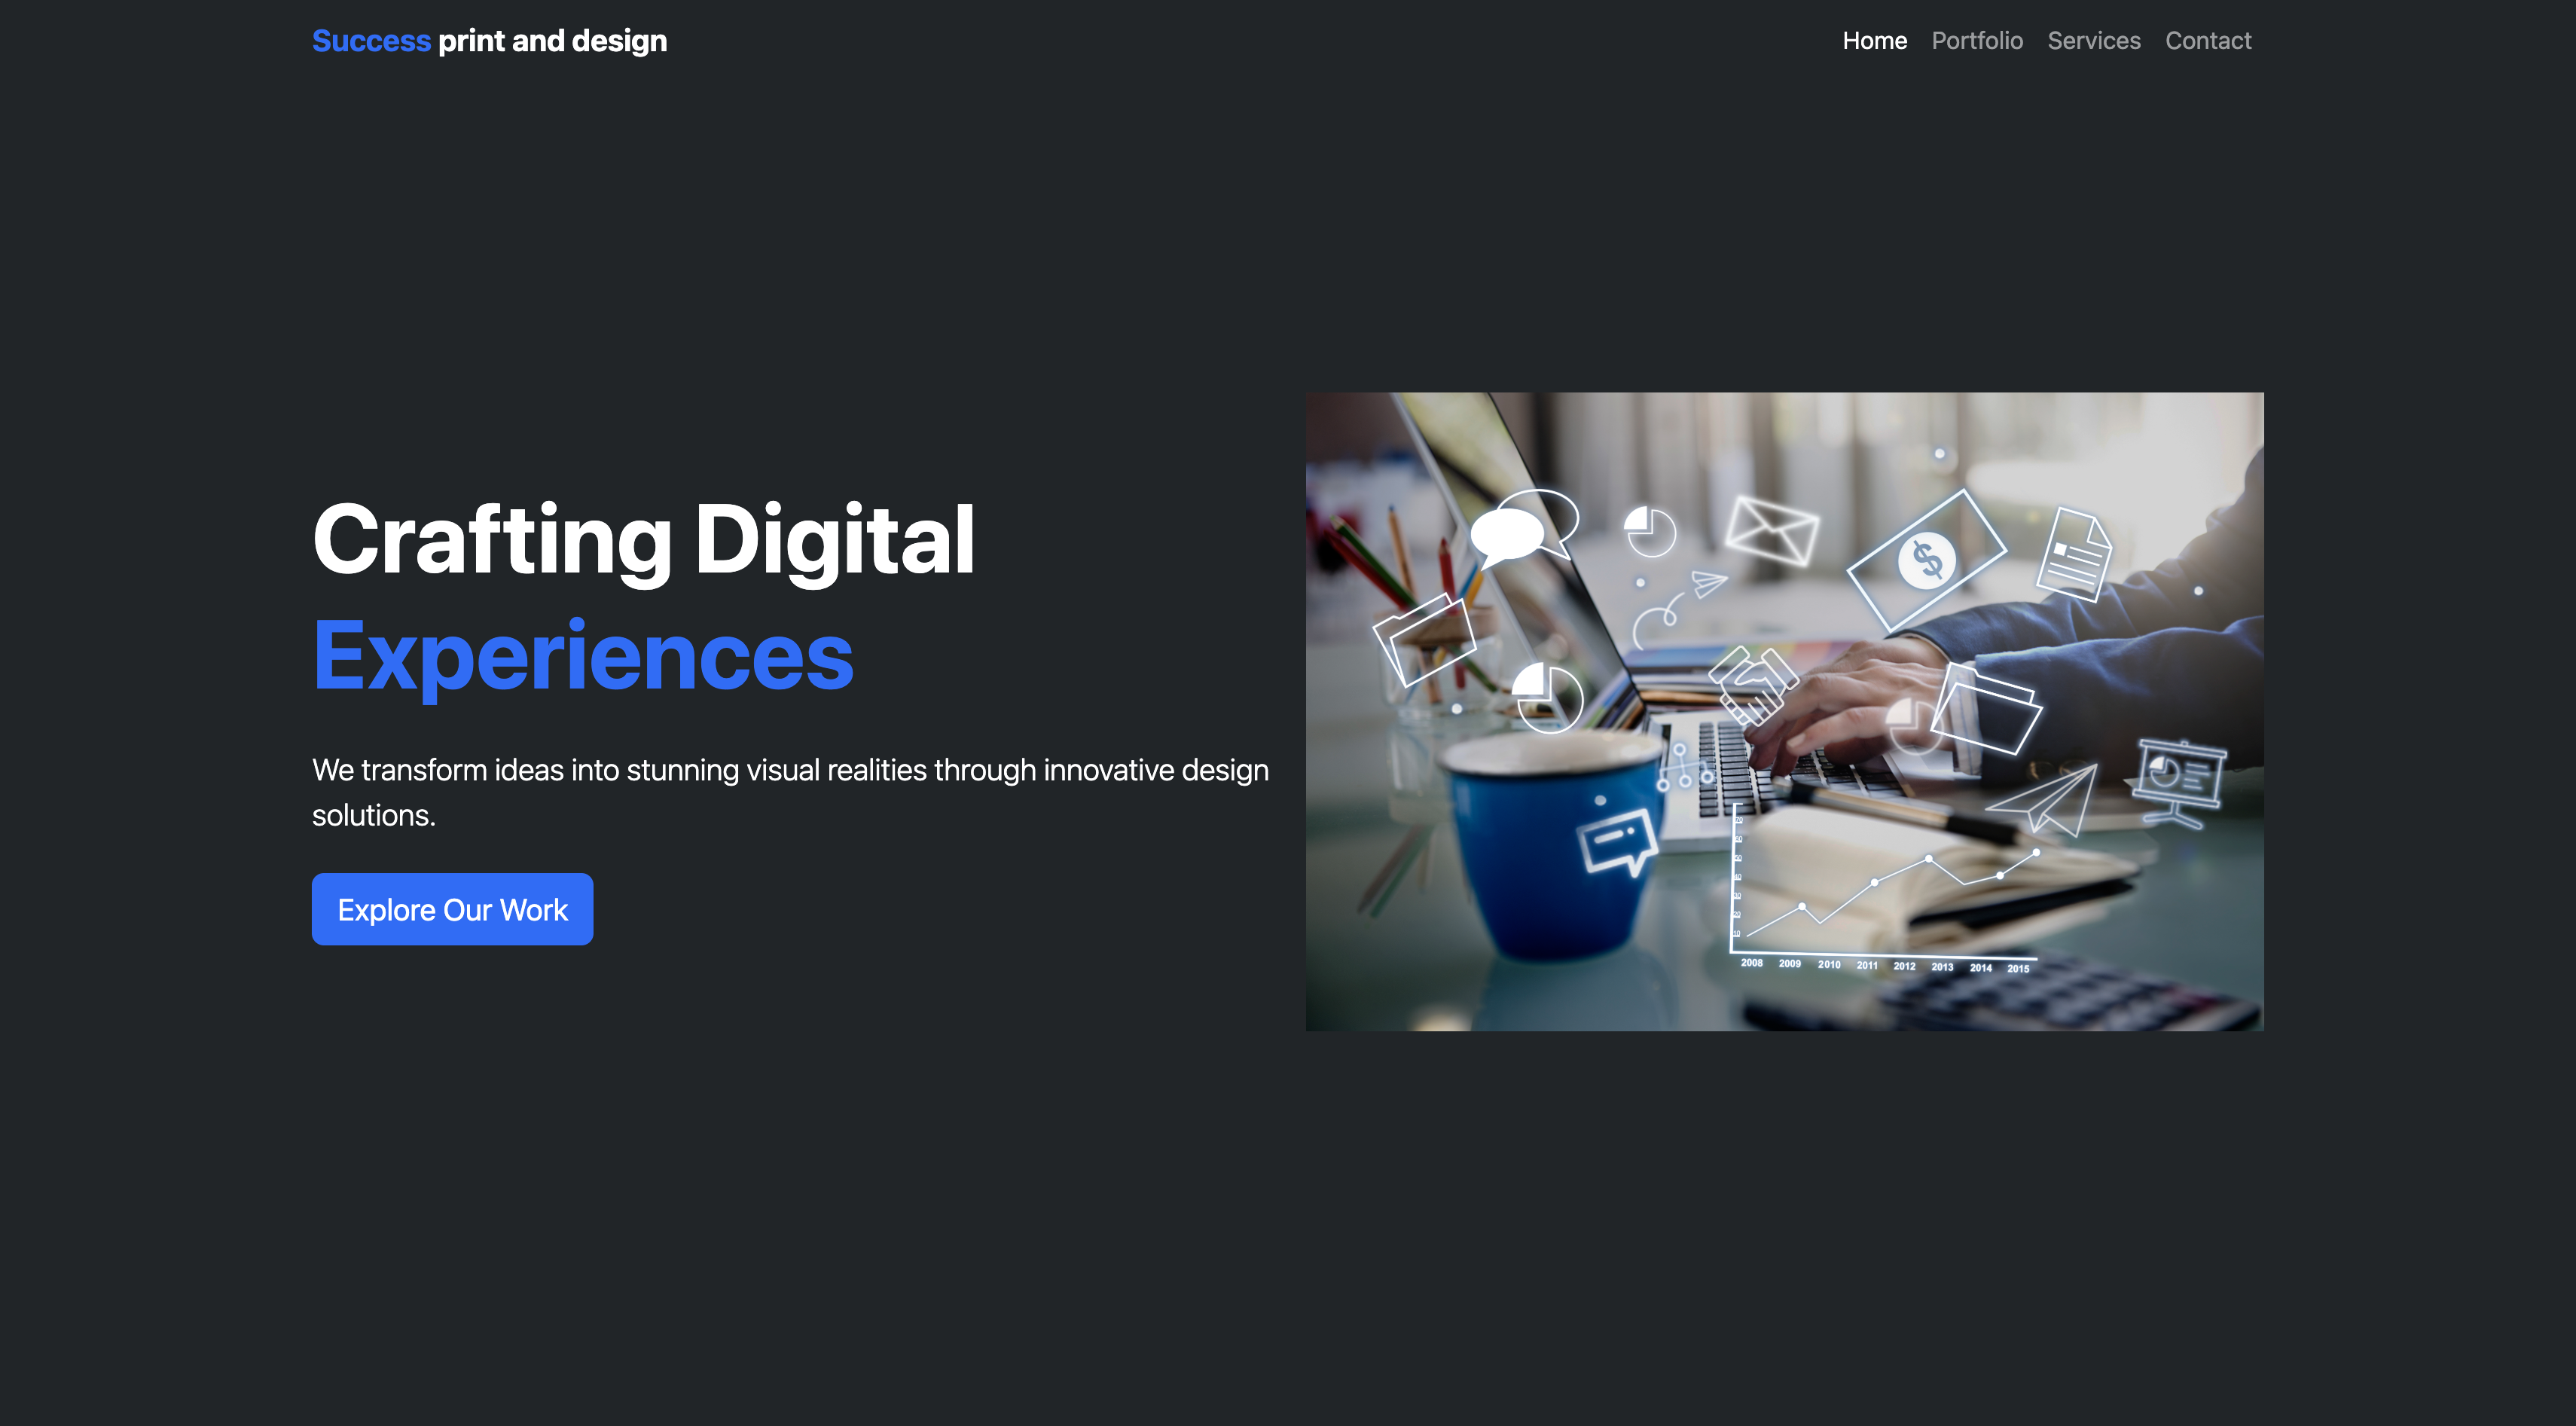 Success print and design
Home Portfolio Services Contact
Crafting Digital
Experiences
We transform ideas into stunning visual realities through innovative design
solutions.
Explore Our Work
$
2008 2009 2010 2011 2012 2013 2014 2015